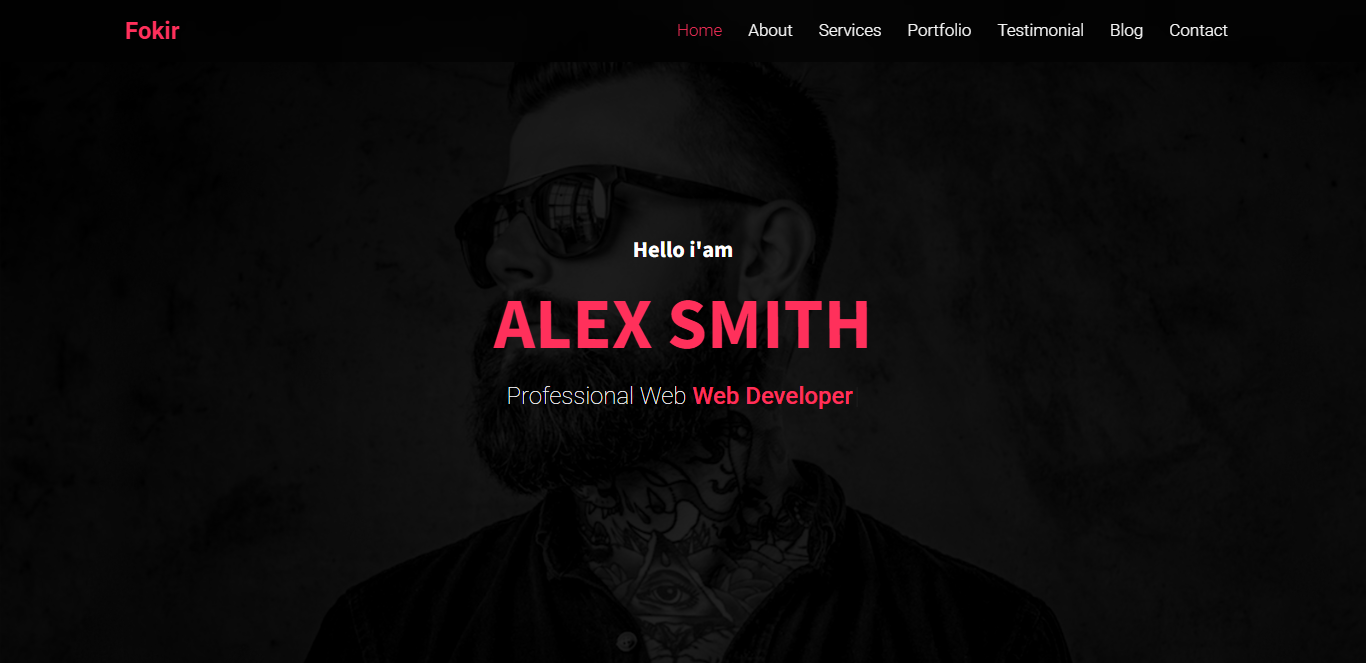 Fokir
Home About Services Portfolio Testimonial Blog Contact
Hello i'am
ALEX SMITH
Professional Web Web Developer